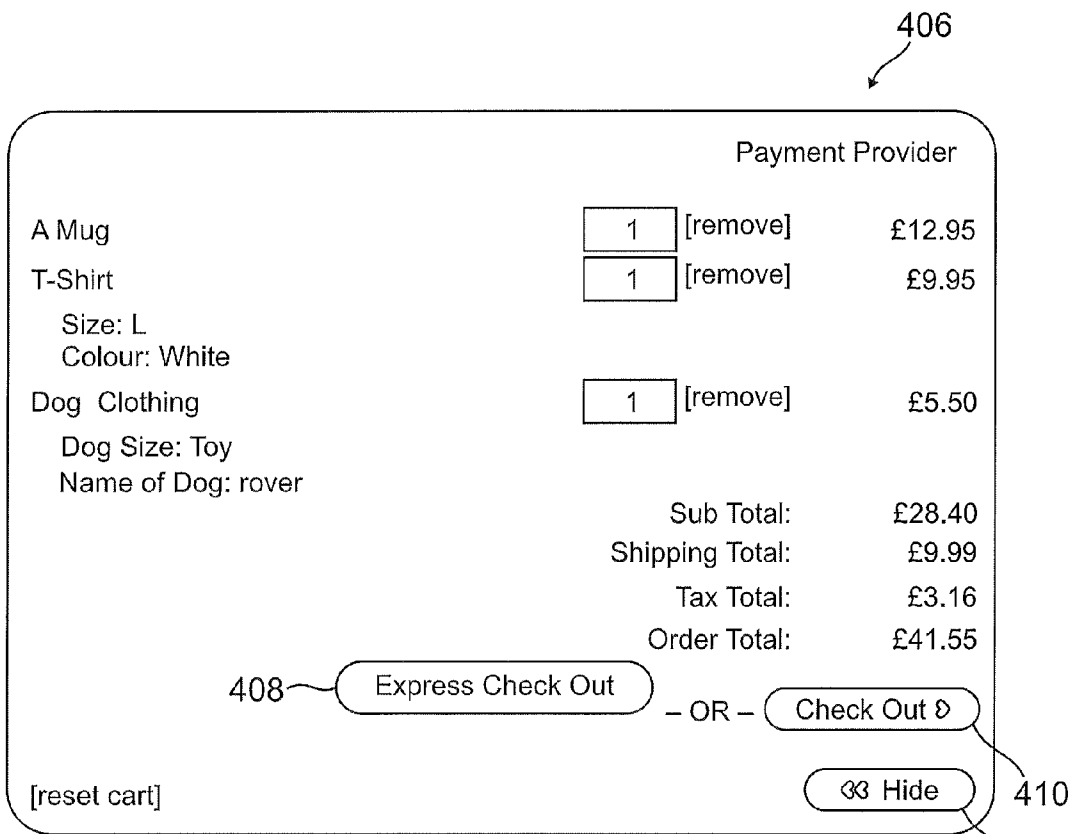 406
Payment Provider
A Mug 1 [remove] £12.95
T-Shirt 1 [remove] £9.95
Size: L
Colour: White
Dog Clothing 1 [remove] £5.50
Dog Size: Toy
Name of Dog: rover
Sub Total: £28.40
Shipping Total: £9.99
Tax Total: £3.16
Order Total: £41.55
408 Express Check Out
– OR – Check Out
410
[reset cart] Hide